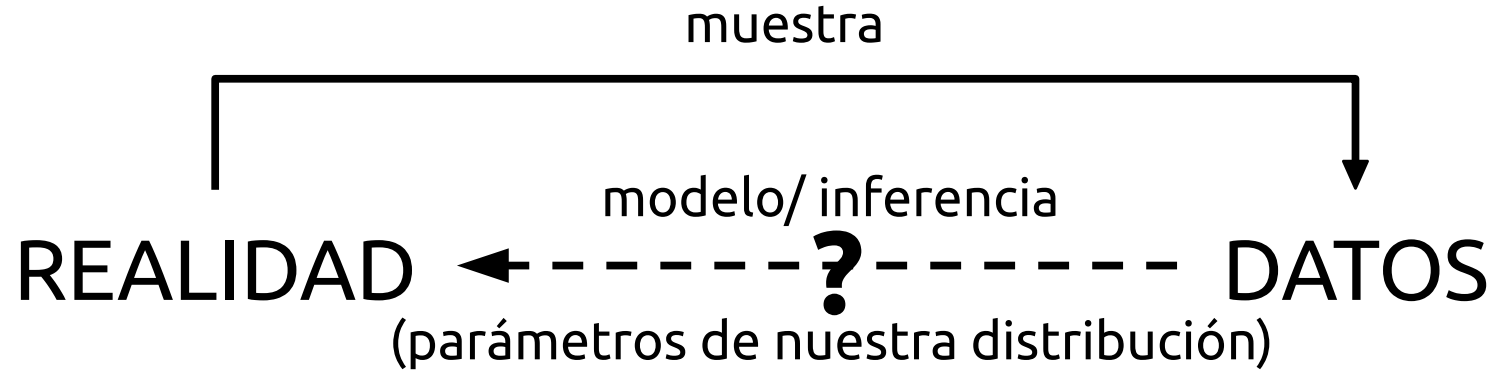 muestra
modelo/ inferencia
REALIDAD ? DATOS
(parámetros de nuestra distribución)